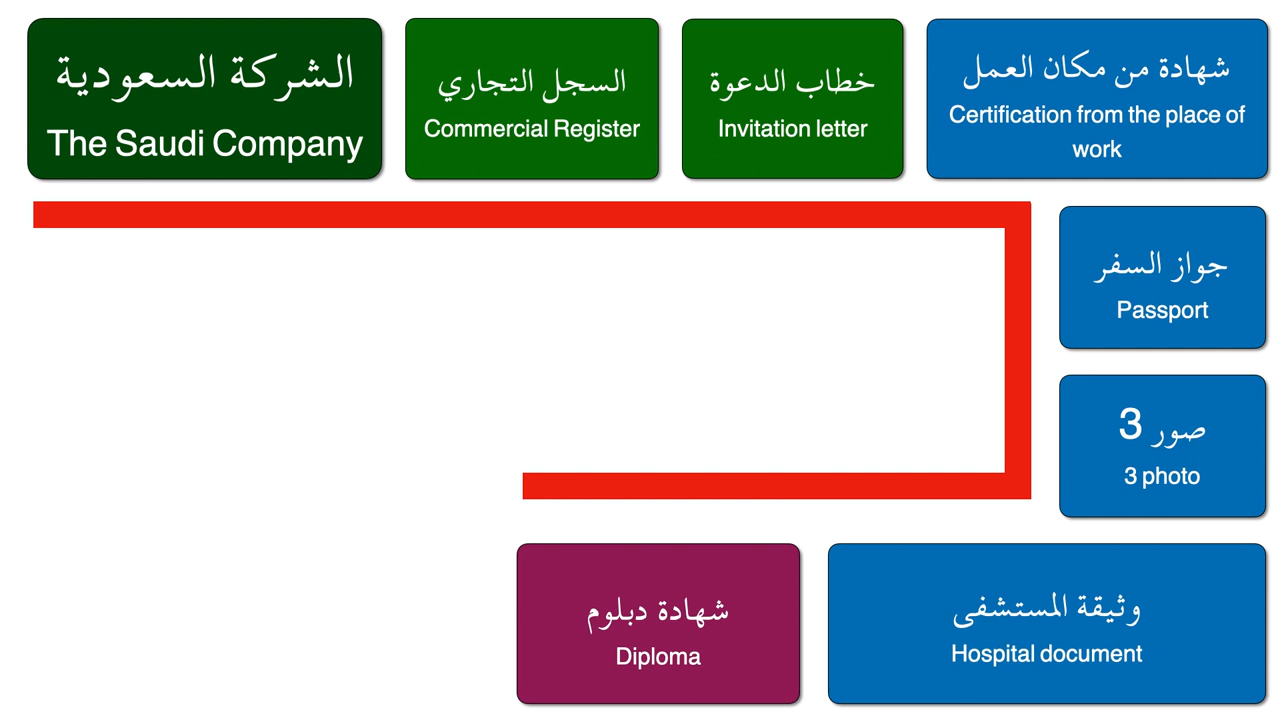 الشركة السعودية
The Saudi Company
السجل التجاري
Commercial Register
خطاب الدعوة
Invitation letter
شهادة من مكان العمل
Certification from the place of
work
جواز السفر
Passport
3 صور
3 photo
وثيقة المستشفى
Hospital document
شهادة دبلوم
Diploma